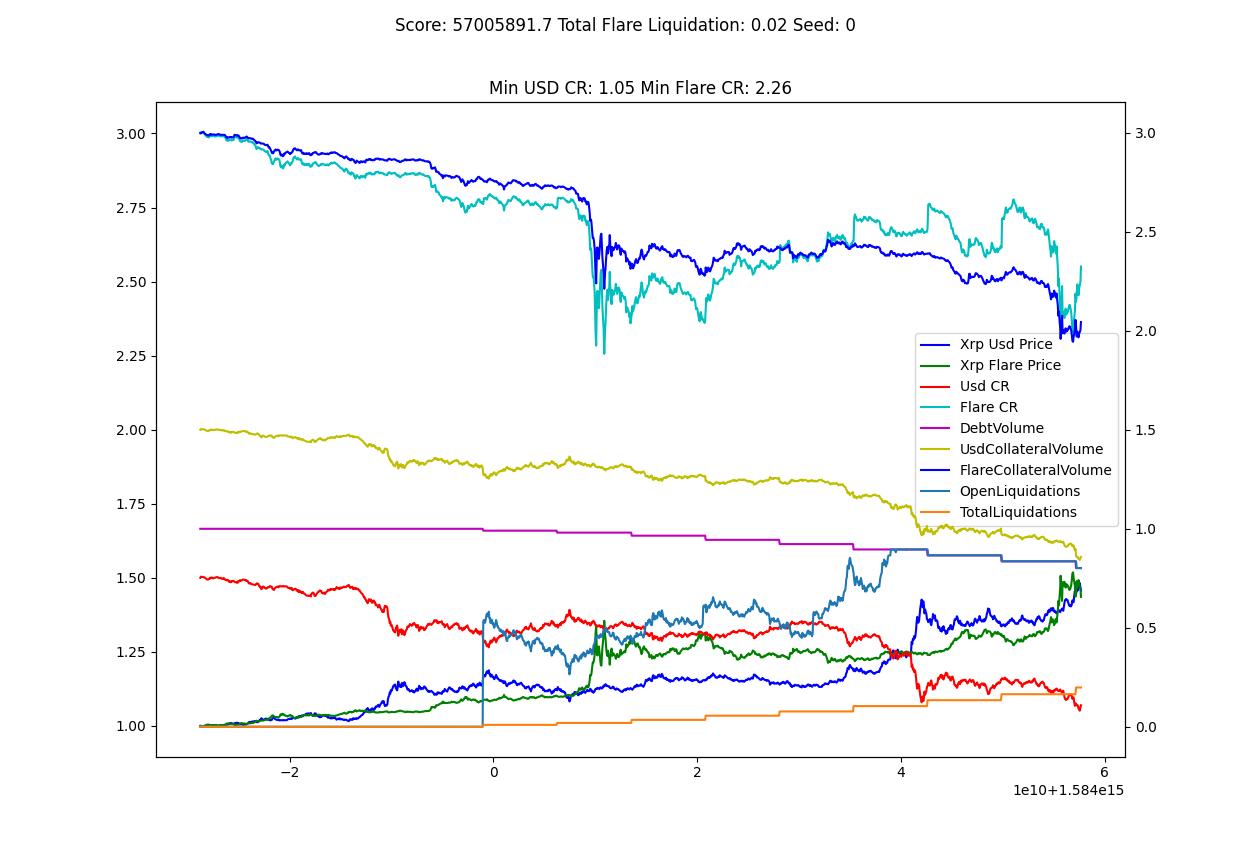 Score: 57005891.7 Total Flare Liquidation: 0.02 Seed: 0
Min USD CR: 1.05 Min Flare CR: 2.26
3.00
2.75
2.50
2.25
2.00
1.75
1.50
1.25
1.00
3.0
2.5
2.0
1.5
1.0
0.5
0.0
Xrp Usd Price
Xrp Flare Price
Usd CR
Flare CR
DebtVolume
UsdCollateralVolume
FlareCollateralVolume
OpenLiquidations
TotalLiquidations
−2 0 2 4 6
1e10+1.584e15